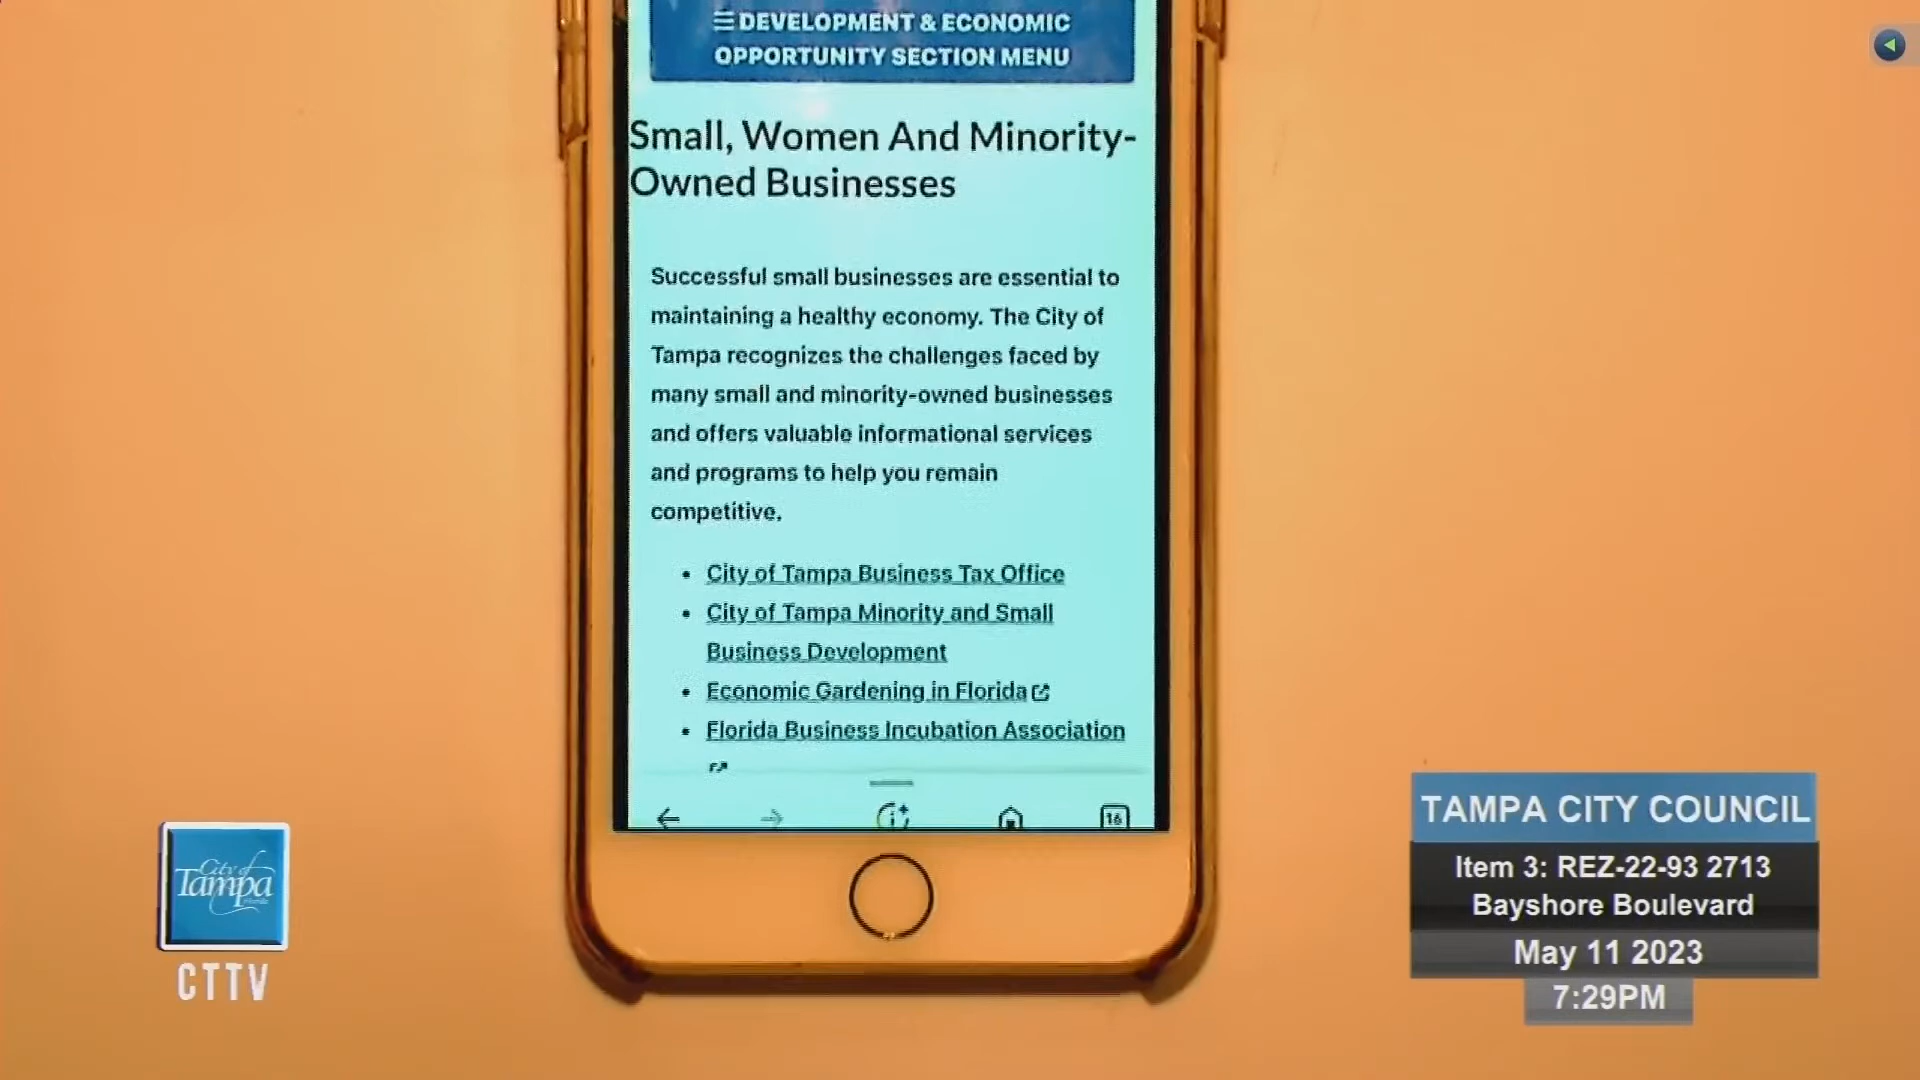 DEVELOPMENT & ECONOMIC
OPPORTUNITY SECTION MENU
Small, Women And Minority-
Owned Businesses
Successful small businesses are essential to
maintaining a healthy economy. The City of
Tampa recognizes the challenges faced by
many small and minority-owned businesses
and offers valuable informational services
and programs to help you remain
competitive.
City of Tampa Business Tax Office
City of Tampa Minority and Small
Business Development
Economic Gardening in Florida
Florida Business Incubation Association
16
City of
Tampa
Florida
CTTV
TAMPA CITY COUNCIL
Item 3: REZ-22-93 2713
Bayshore Boulevard
May 11 2023
7:29PM